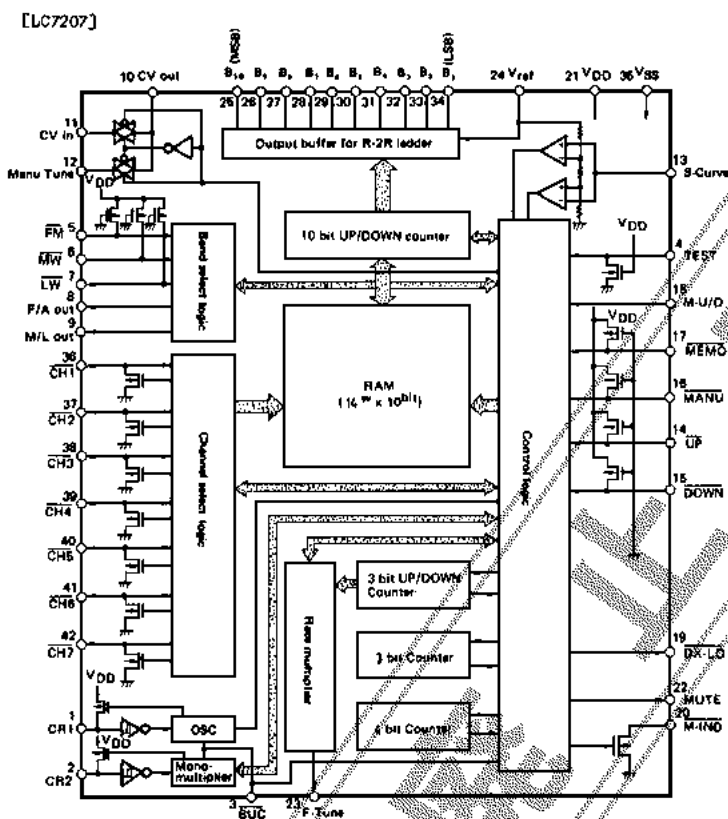 [LC7207]
(MSB)
B10 B9 B8 B7 B6 B5 B4 B3 B2 B1
(LSB)
10 CV out
25 26 27 28 29 30 31 32 33 34
24 Vref
21 VDD
35 VSS
11
CV in
12
Manu Tune
VDD
Output buffer for R-2R ladder
13
S-Curve
5
FM
6
MW
7
LW
8
F/A out
9
M/L out
Band select logic
10 bit UP/DOWN counter
VDD
4
TEST
18
M-U/D
VDD
17
MEMO
16
MANU
14
UP
15
DOWN
36
CH1
37
CH2
38
CH3
39
CH4
40
CH5
41
CH6
42
CH7
Channel select logic
RAM
(14 w × 10 bit)
Control logic
3 bit UP/DOWN
Counter
Rate multiplier
bit Counter
bit Counter
19
DX-LO
22
MUTE
20
M-IND
VDD
1
CR1
OSC
VDD
2
CR2
Mono-
multiplier
3
BUC
23
F-Tune